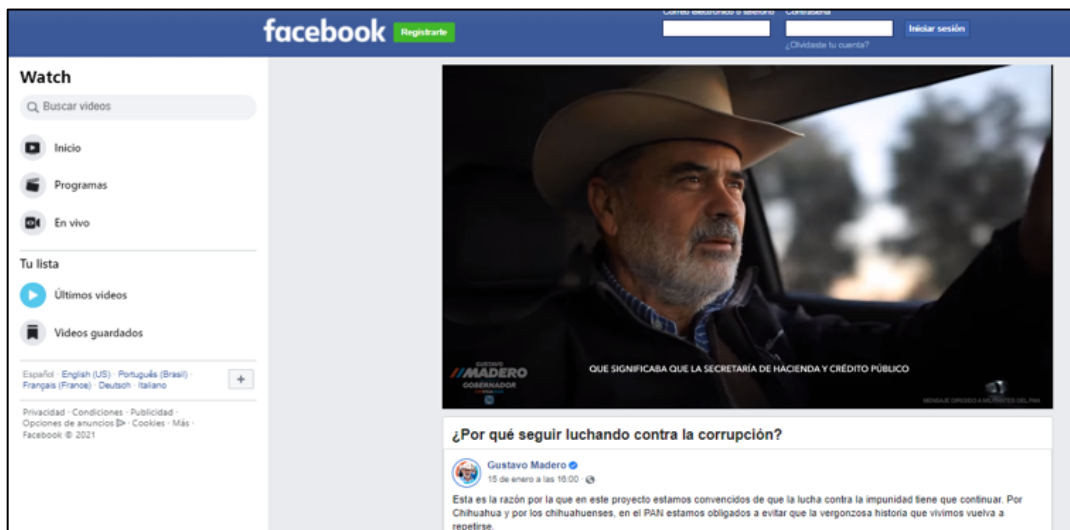 Correo electrónico o teléfono Contraseña
facebook Registrarte Iniciar sesión
¿Olvidaste tu cuenta?
Watch
Buscar videos
Inicio
Programas
En vivo
Tu lista
Últimos videos
Videos guardados
Español · English (US) · Português (Brasil) ·
Français (France) · Deutsch · Italiano
+
Privacidad · Condiciones · Publicidad ·
Opciones de anuncios · Cookies · Más ·
Facebook © 2021
GUSTAVO
//MADERO
GOBERNADOR
QUE SIGNIFICABA QUE LA SECRETARÍA DE HACIENDA Y CRÉDITO PÚBLICO
MENSAJE DIRIGIDO A MILITANTES DEL PAN
¿Por qué seguir luchando contra la corrupción?
Gustavo Madero
15 de enero a las 16:00 ·
Esta es la razón por la que en este proyecto estamos convencidos de que la lucha contra la impunidad tiene que continuar. Por
Chihuahua y por los chihuahuenses, en el PAN estamos obligados a evitar que la vergonzosa historia que vivimos vuelva a
repetirse.